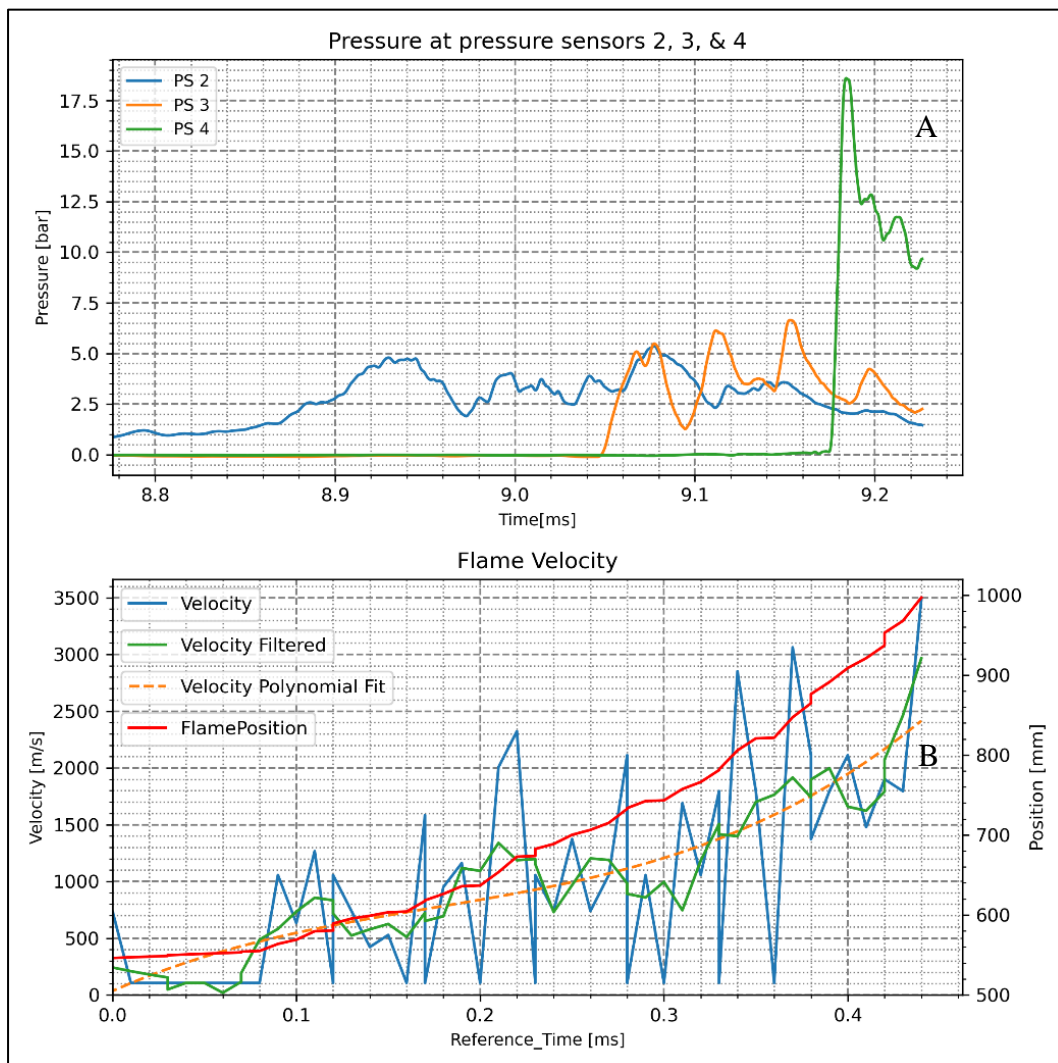 Pressure at pressure sensors 2, 3, & 4
PS 2
PS 3
PS 4
A
17.5
15.0
12.5
10.0
7.5
5.0
2.5
0.0
Pressure [bar]
8.8 8.9 9.0 9.1 9.2
Time[ms]
Flame Velocity
Velocity
Velocity Filtered
Velocity Polynomial Fit
FlamePosition
B
3500
3000
2500
2000
1500
1000
500
0
Velocity [m/s]
1000
900
800
700
600
500
Position [mm]
0.0 0.1 0.2 0.3 0.4
Reference_Time [ms]